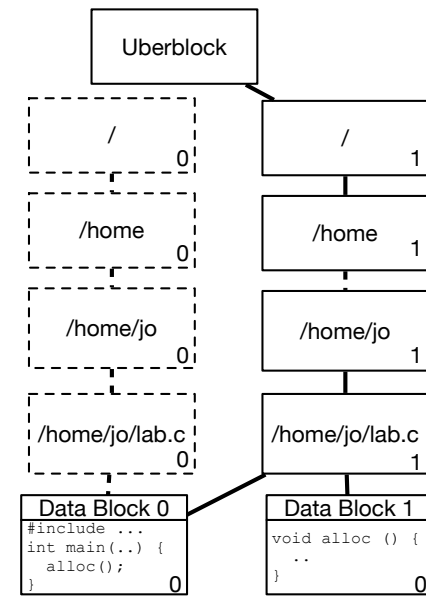 Uberblock
/
0
/
1
/home
0
/home
1
/home/jo
0
/home/jo
1
/home/jo/lab.c
0
/home/jo/lab.c
1
Data Block 0
#include ...
int main(..) {
alloc();
}
0
Data Block 1
void alloc () {
..
}
0